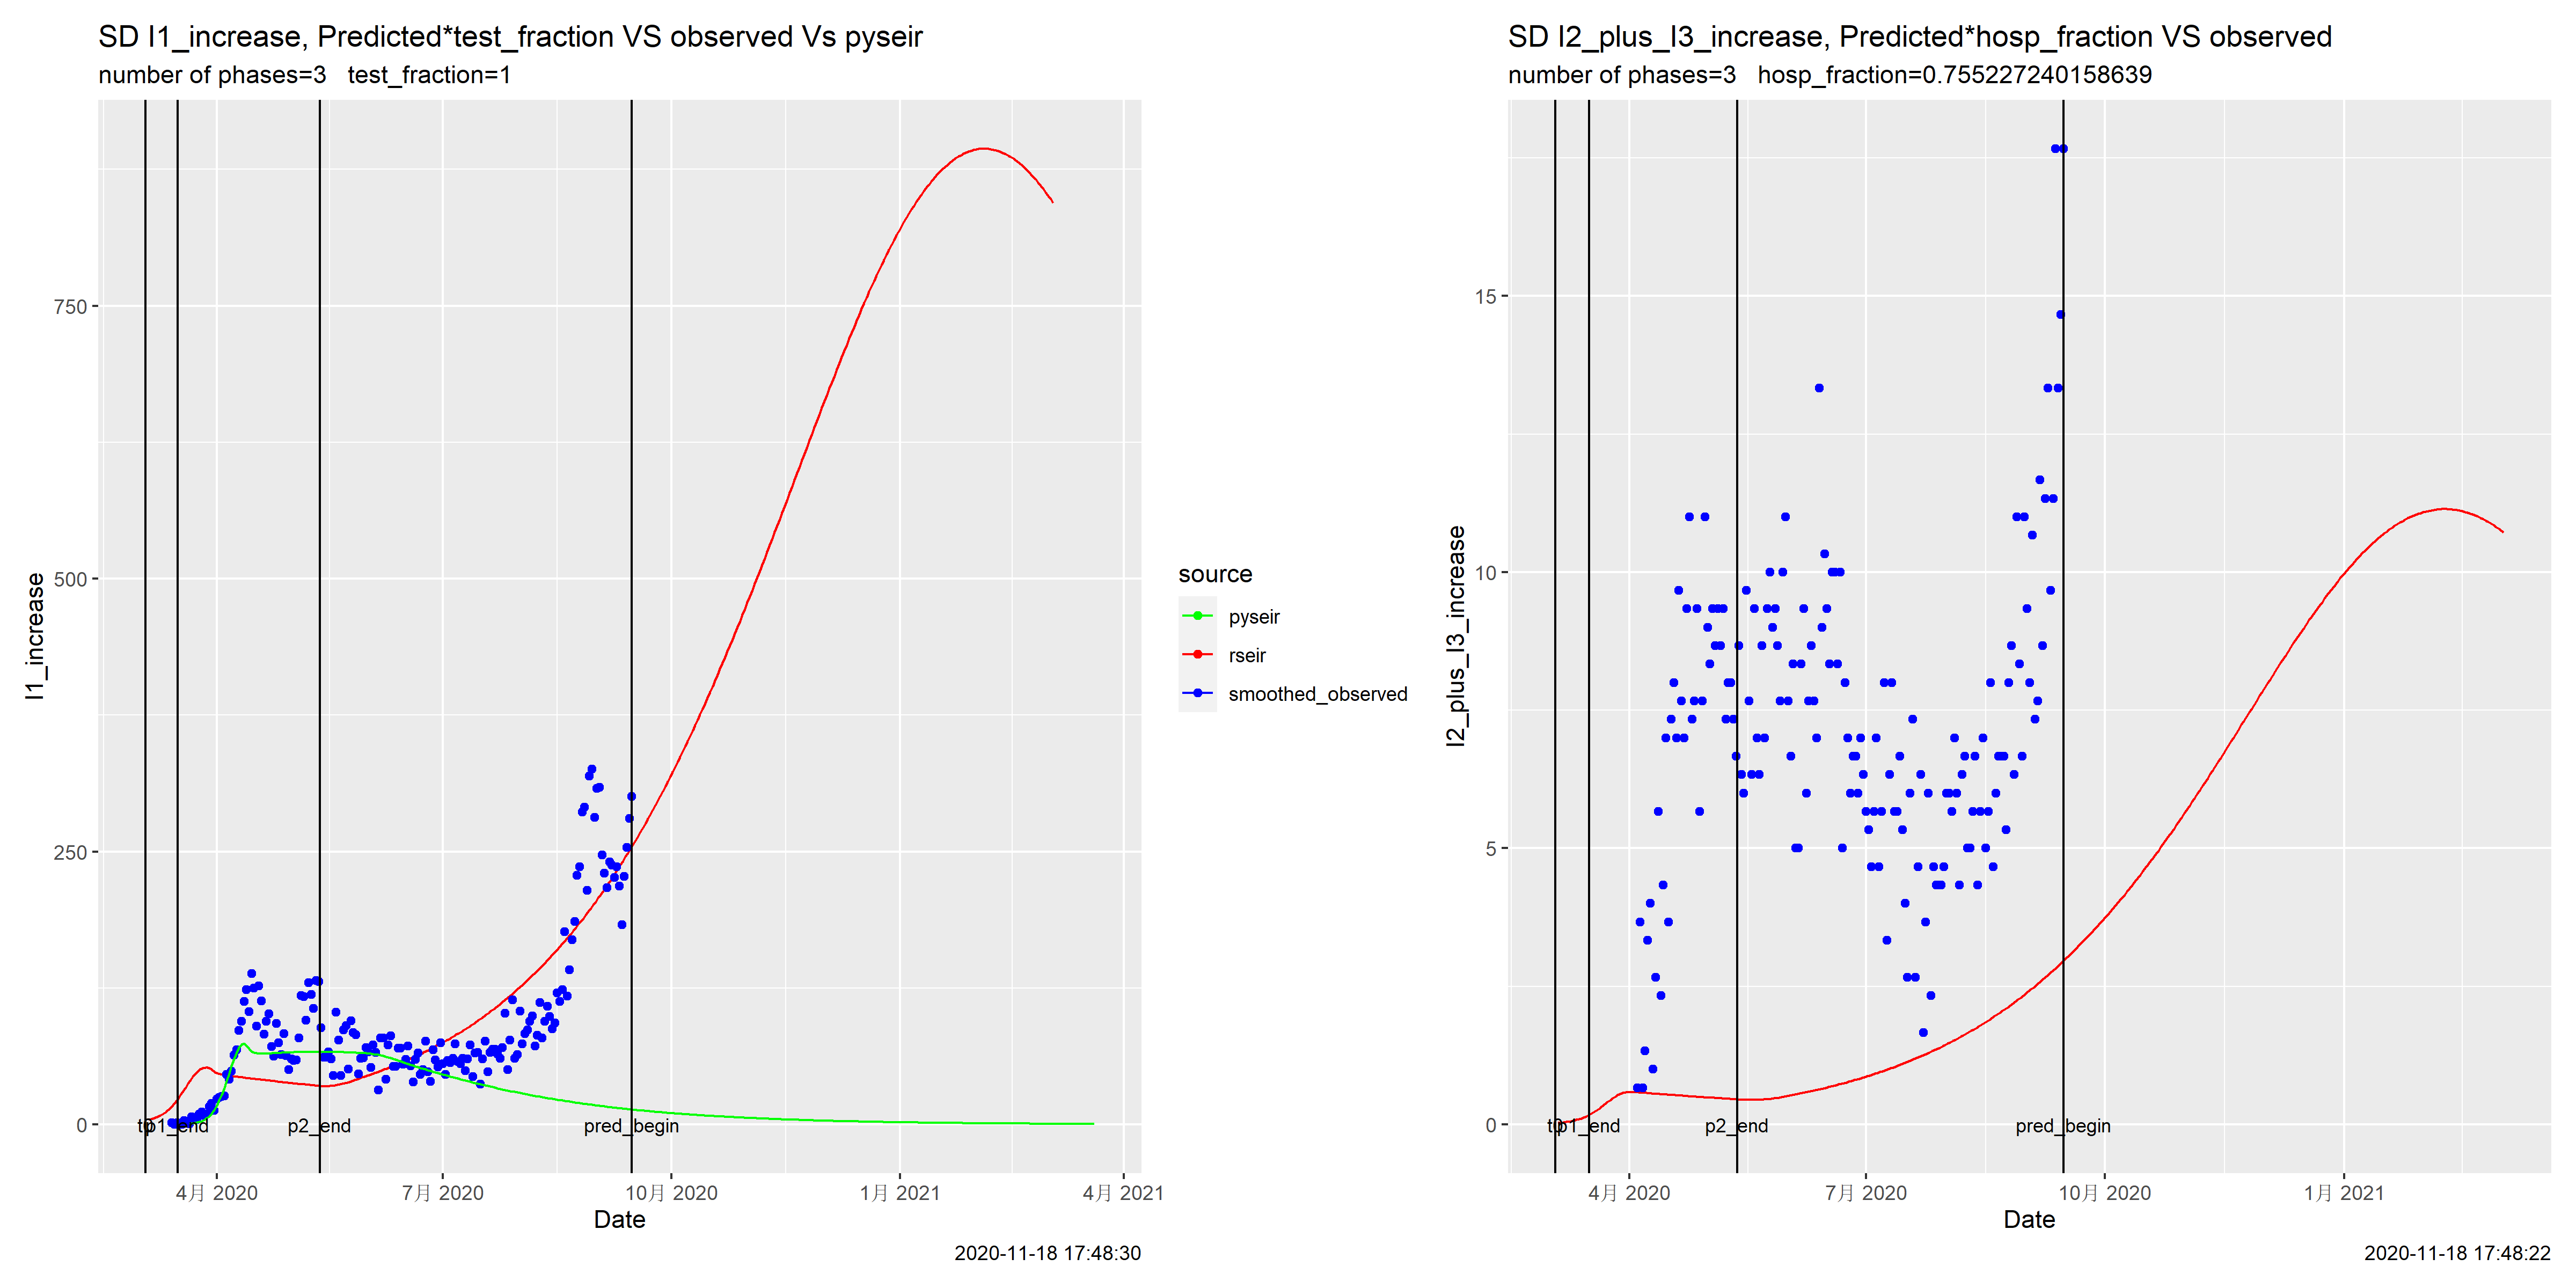 SD I1_increase, Predicted*test_fraction VS observed Vs pyseir
number of phases=3   test_fraction=1
I1_increase
750
500
250
0
t0
p1_end
p2_end
pred_begin
4月 2020
7月 2020
10月 2020
1月 2021
4月 2021
Date
2020-11-18 17:48:30
source
pyseir
rseir
smoothed_observed
SD I2_plus_I3_increase, Predicted*hosp_fraction VS observed
number of phases=3   hosp_fraction=0.755227240158639
I2_plus_I3_increase
15
10
5
0
t0
p1_end
p2_end
pred_begin
4月 2020
7月 2020
10月 2020
1月 2021
Date
2020-11-18 17:48:22